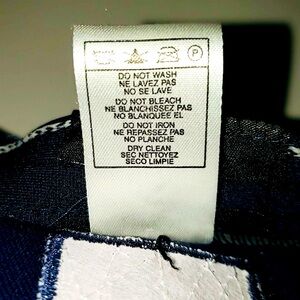 P
DO NOT WASH
NE LAVEZ PAS
NO SE LAVE
DO NOT BLEACH
NE BLANCHISSEZ PAS
NO BLANQUEE EL
DO NOT IRON
NE REPASSEZ PAS
NO PLANCHE
DRY CLEAN
SEC NETTOYEZ
SECO LIMPIE